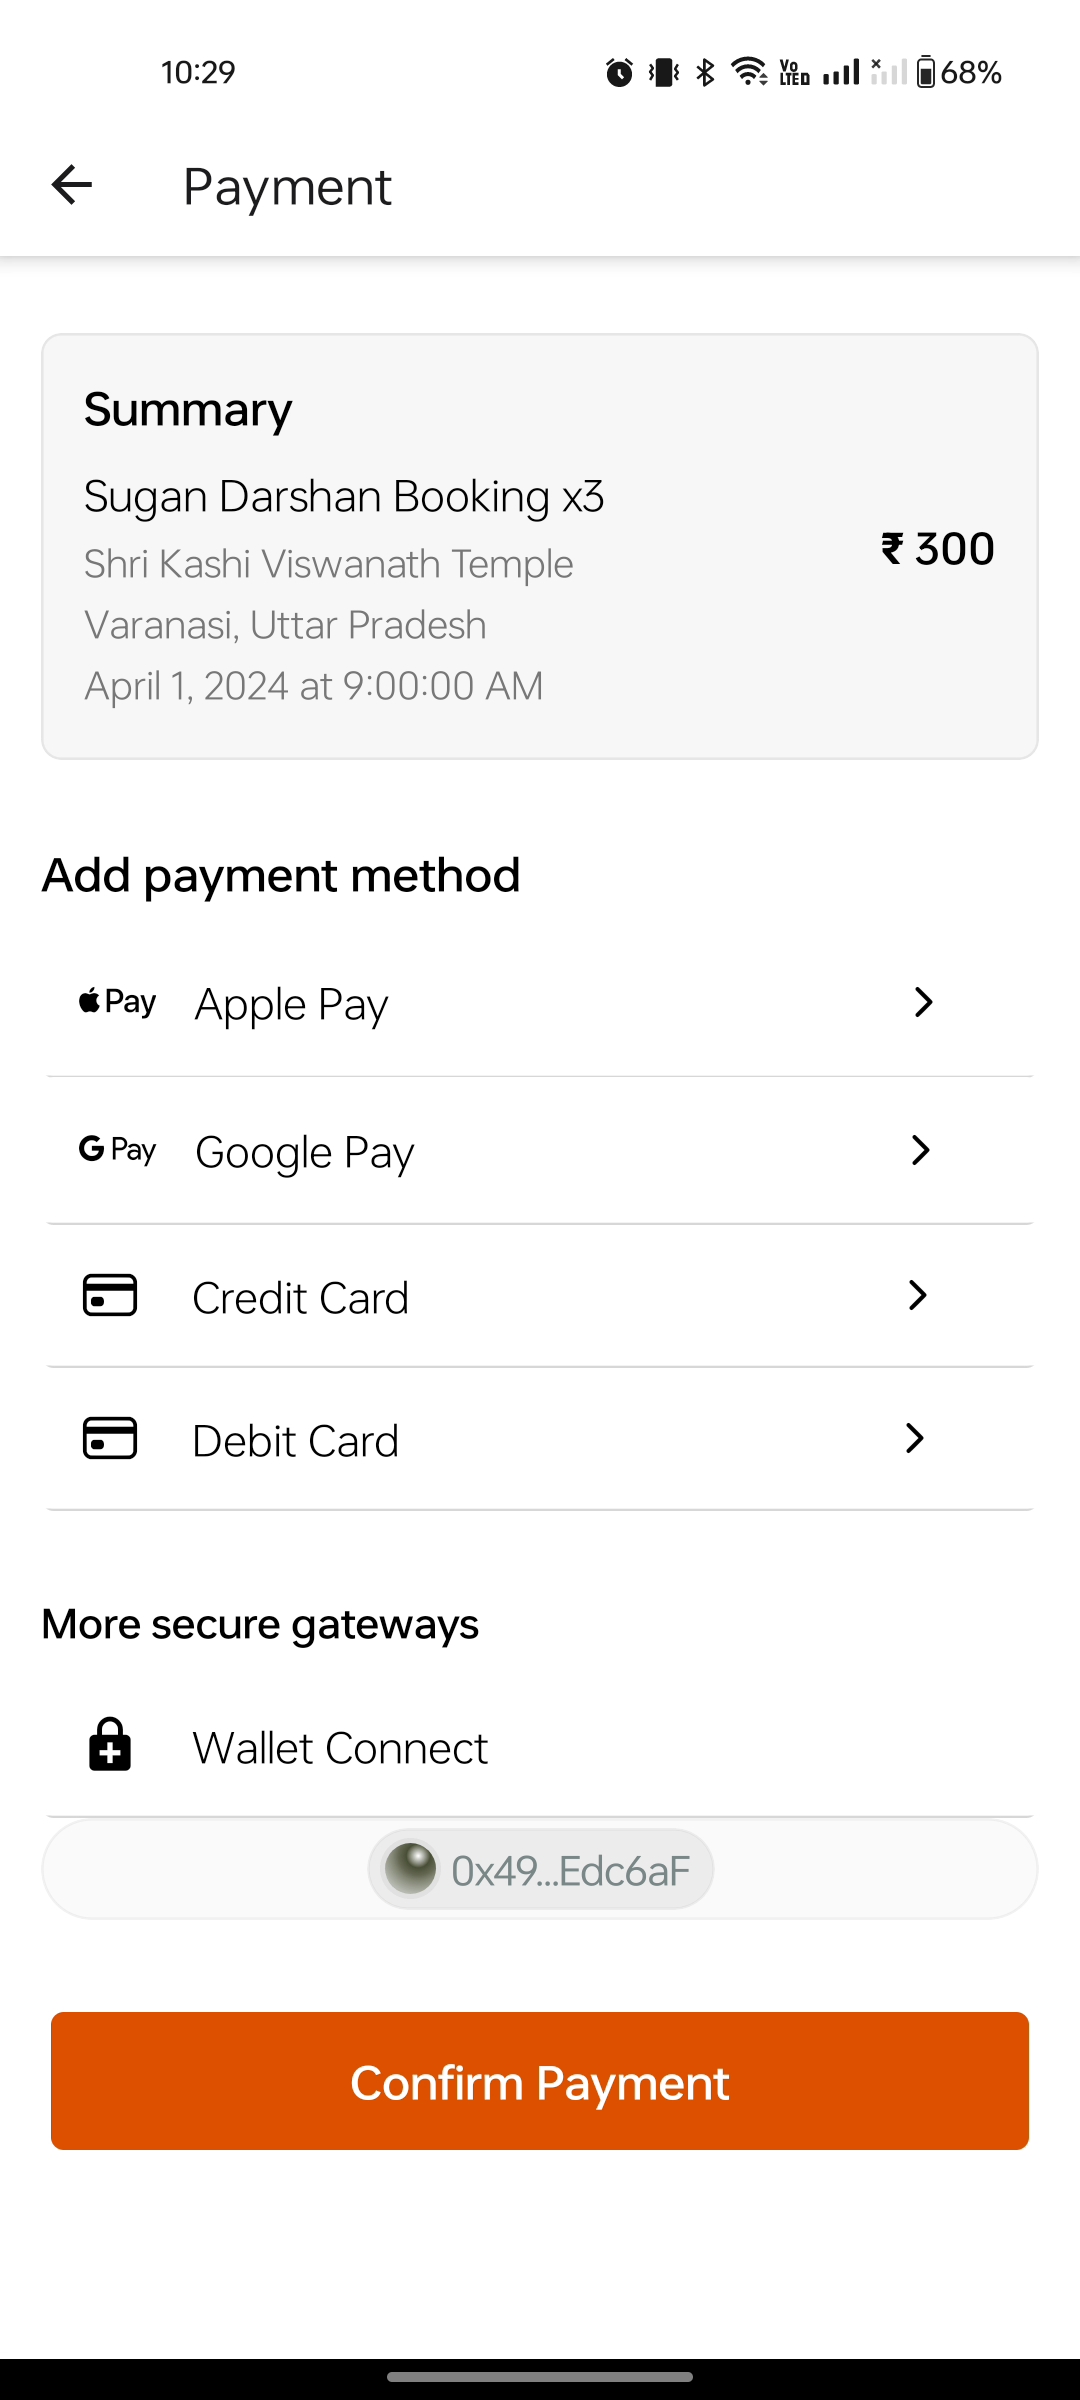 10:29
Vo
LTED
68%
Payment
Summary
Sugan Darshan Booking x3
Shri Kashi Viswanath Temple
₹ 300
Varanasi, Uttar Pradesh
April 1, 2024 at 9:00:00 AM
Add payment method
Pay Apple Pay
G Pay Google Pay
Credit Card
Debit Card
More secure gateways
Wallet Connect
0x49...Edc6aF
Confirm Payment